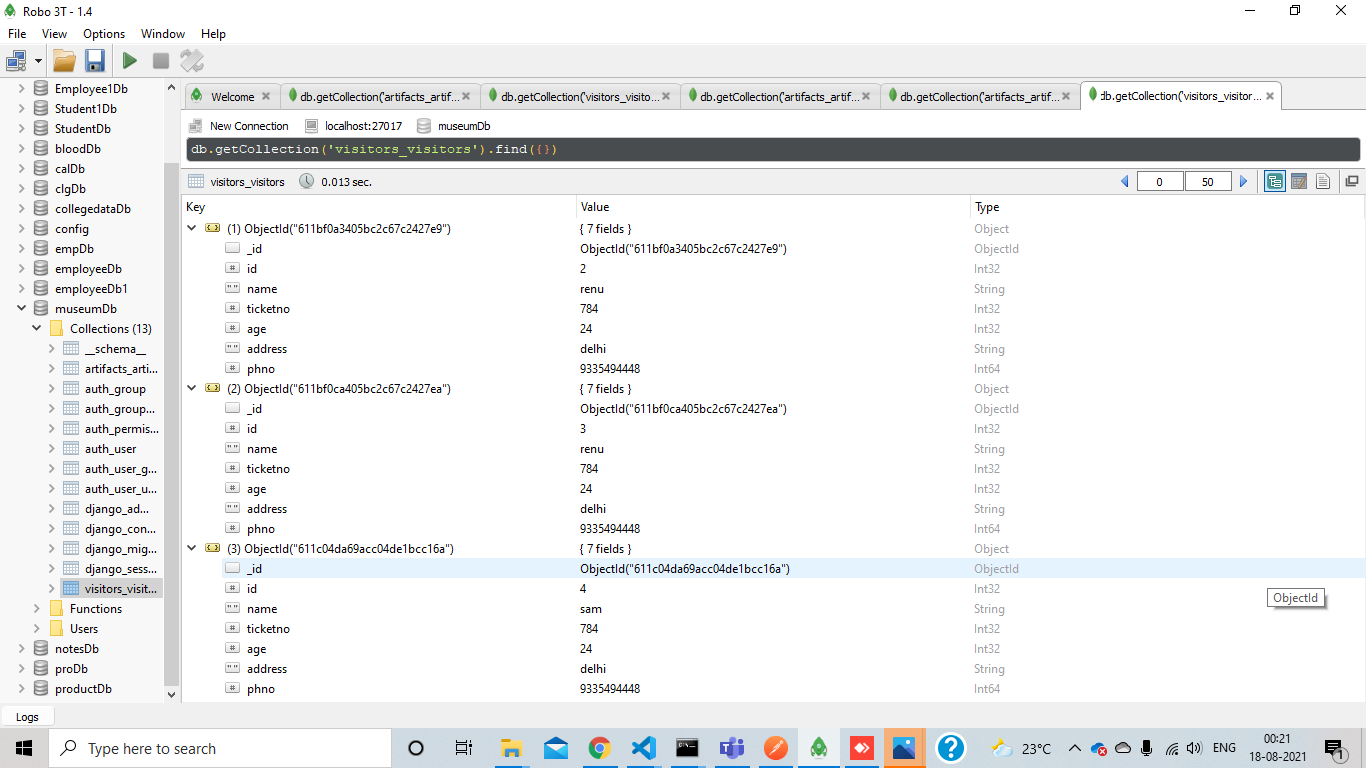 Robo 3T - 1.4
File View Options Window Help
Employee1Db
Student1Db
StudentDb
bloodDb
calDb
clgDb
collegedataDb
config
empDb
employeeDb
employeeDb1
museumDb
Collections (13)
__schema__
artifacts_arti...
auth_group
auth_group...
auth_permis...
auth_user
auth_user_g...
auth_user_u...
django_ad...
django_con...
django_mig...
django_sess...
visitors_visit...
Functions
Users
notesDb
proDb
productDb
Welcome db.getCollection('artifacts_artif... db.getCollection('visitors_visito... db.getCollection('artifacts_artif... db.getCollection('artifacts_artif... db.getCollection('visitors_visitor...
New Connection localhost:27017 museumDb
db.getCollection('visitors_visitors').find({})
visitors_visitors 0.013 sec. 0 50
Key Value Type
(1) ObjectId("611bf0a3405bc2c67c2427e9") { 7 fields } Object
_id ObjectId("611bf0a3405bc2c67c2427e9") ObjectId
# id 2 Int32
"" name renu String
# ticketno 784 Int32
# age 24 Int32
"" address delhi String
# phno 9335494448 Int64
(2) ObjectId("611bf0ca405bc2c67c2427ea") { 7 fields } Object
_id ObjectId("611bf0ca405bc2c67c2427ea") ObjectId
# id 3 Int32
"" name renu String
# ticketno 784 Int32
# age 24 Int32
"" address delhi String
# phno 9335494448 Int64
(3) ObjectId("611c04da69acc04de1bcc16a") { 7 fields } Object
_id ObjectId("611c04da69acc04de1bcc16a") ObjectId
# id 4 Int32
"" name sam String
# ticketno 784 Int32
# age 24 Int32
"" address delhi String
# phno 9335494448 Int64
ObjectId
Logs
Type here to search
23°C ENG 00:21
18-08-2021
1